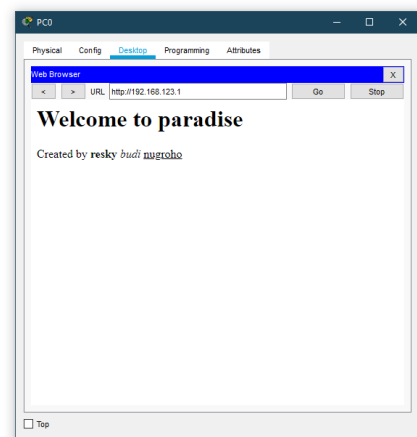 PC0
Physical Config Desktop Programming Attributes
Web Browser X
< > URL http://192.168.123.1 Go Stop
Welcome to paradise
Created by resky budi nugroho
Top